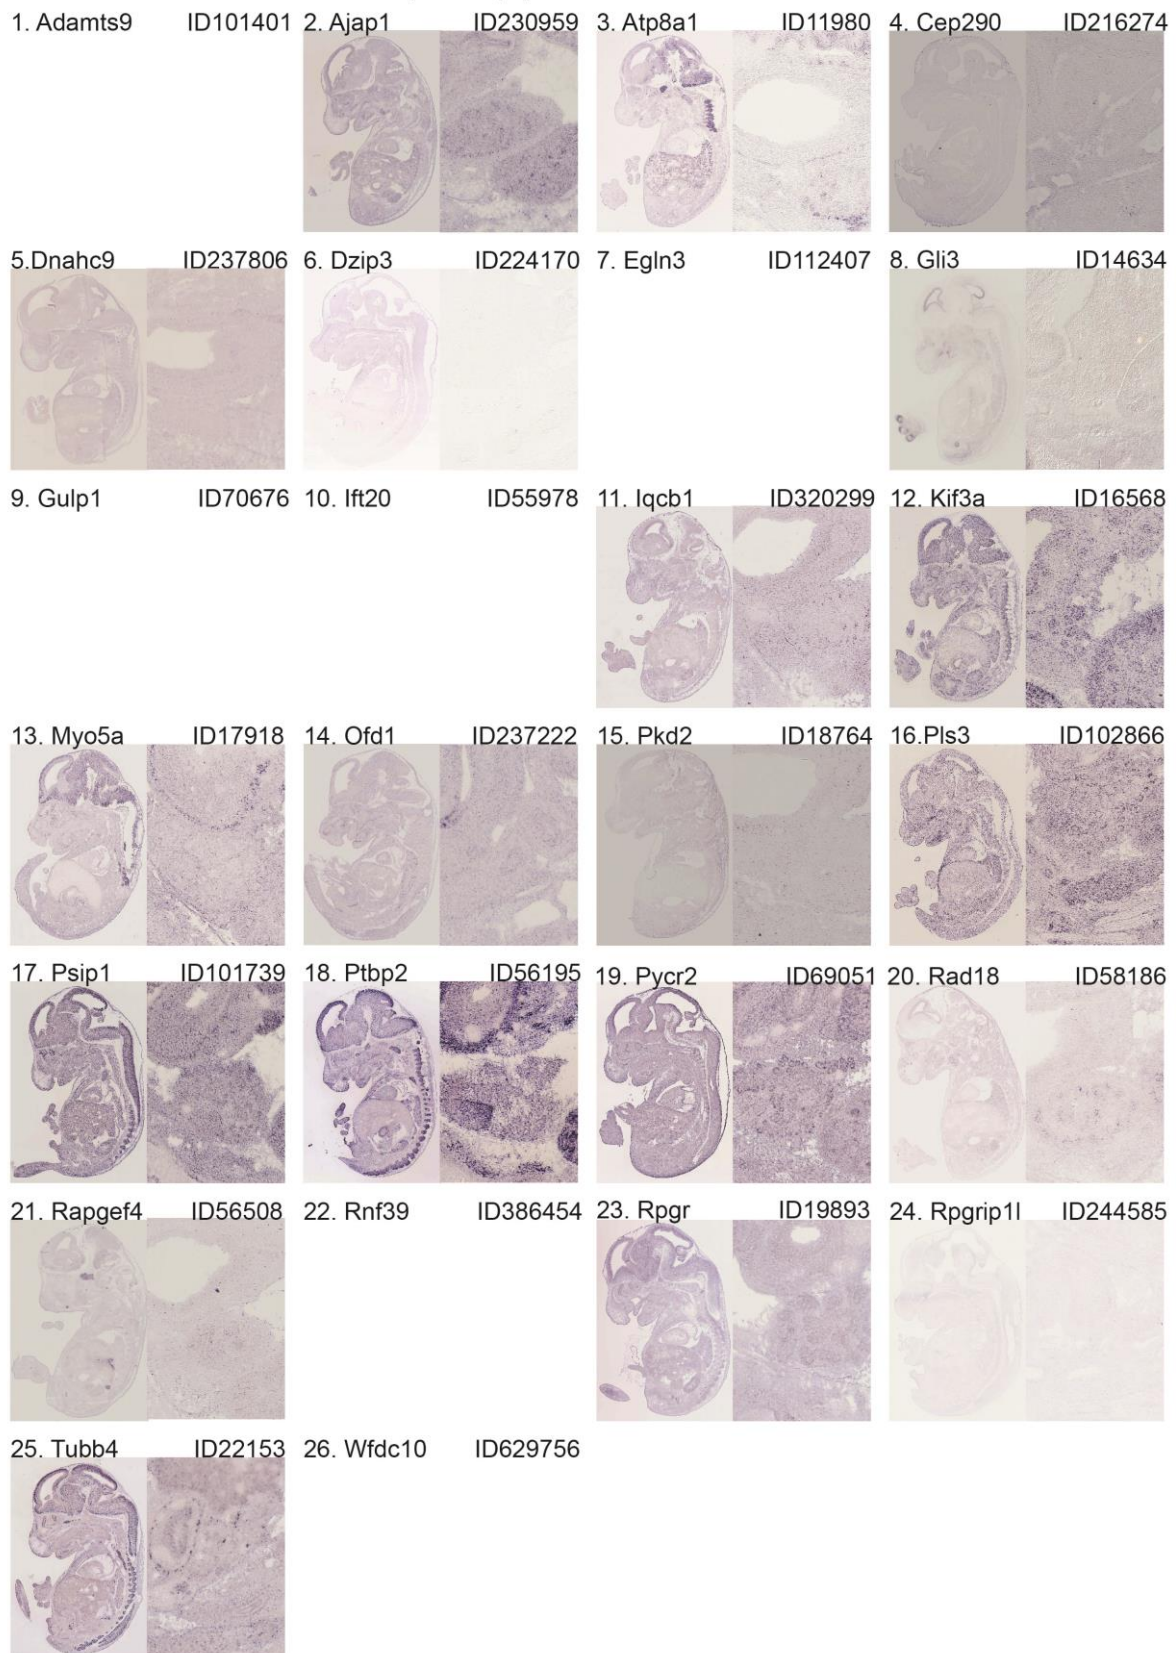 1. Adamts9 ID101401 2. Ajap1 ID230959 3. Atp8a1 ID11980 4. Cep290 ID216274
5.Dnahc9 ID237806 6. Dzip3 ID224170 7. Egln3 ID112407 8. Gli3 ID14634
9. Gulp1 ID70676 10. Ift20 ID55978 11. Iqcb1 ID320299 12. Kif3a ID16568
13. Myo5a ID17918 14. Ofd1 ID237222 15. Pkd2 ID18764 16.Pls3 ID102866
17. Psip1 ID101739 18. Ptbp2 ID56195 19. Pycr2 ID69051 20. Rad18 ID58186
21. Rapgef4 ID56508 22. Rnf39 ID386454 23. Rpgr ID19893 24. Rpgrip1l ID244585
25. Tubb4 ID22153 26. Wfdc10 ID629756